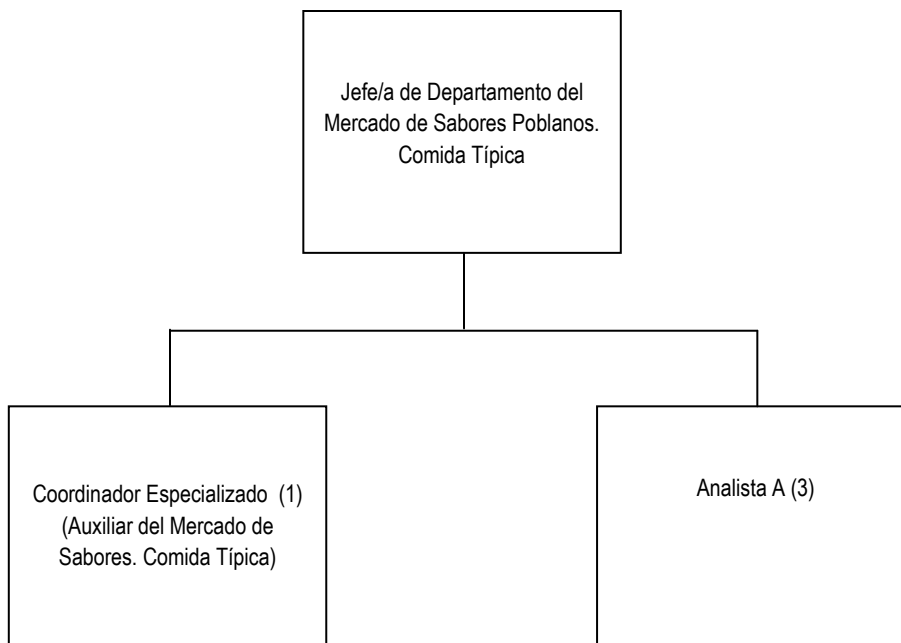 Jefe/a de Departamento del
Mercado de Sabores Poblanos.
Comida Típica
Coordinador Especializado (1)
(Auxiliar del Mercado de
Sabores. Comida Típica)
Analista A (3)